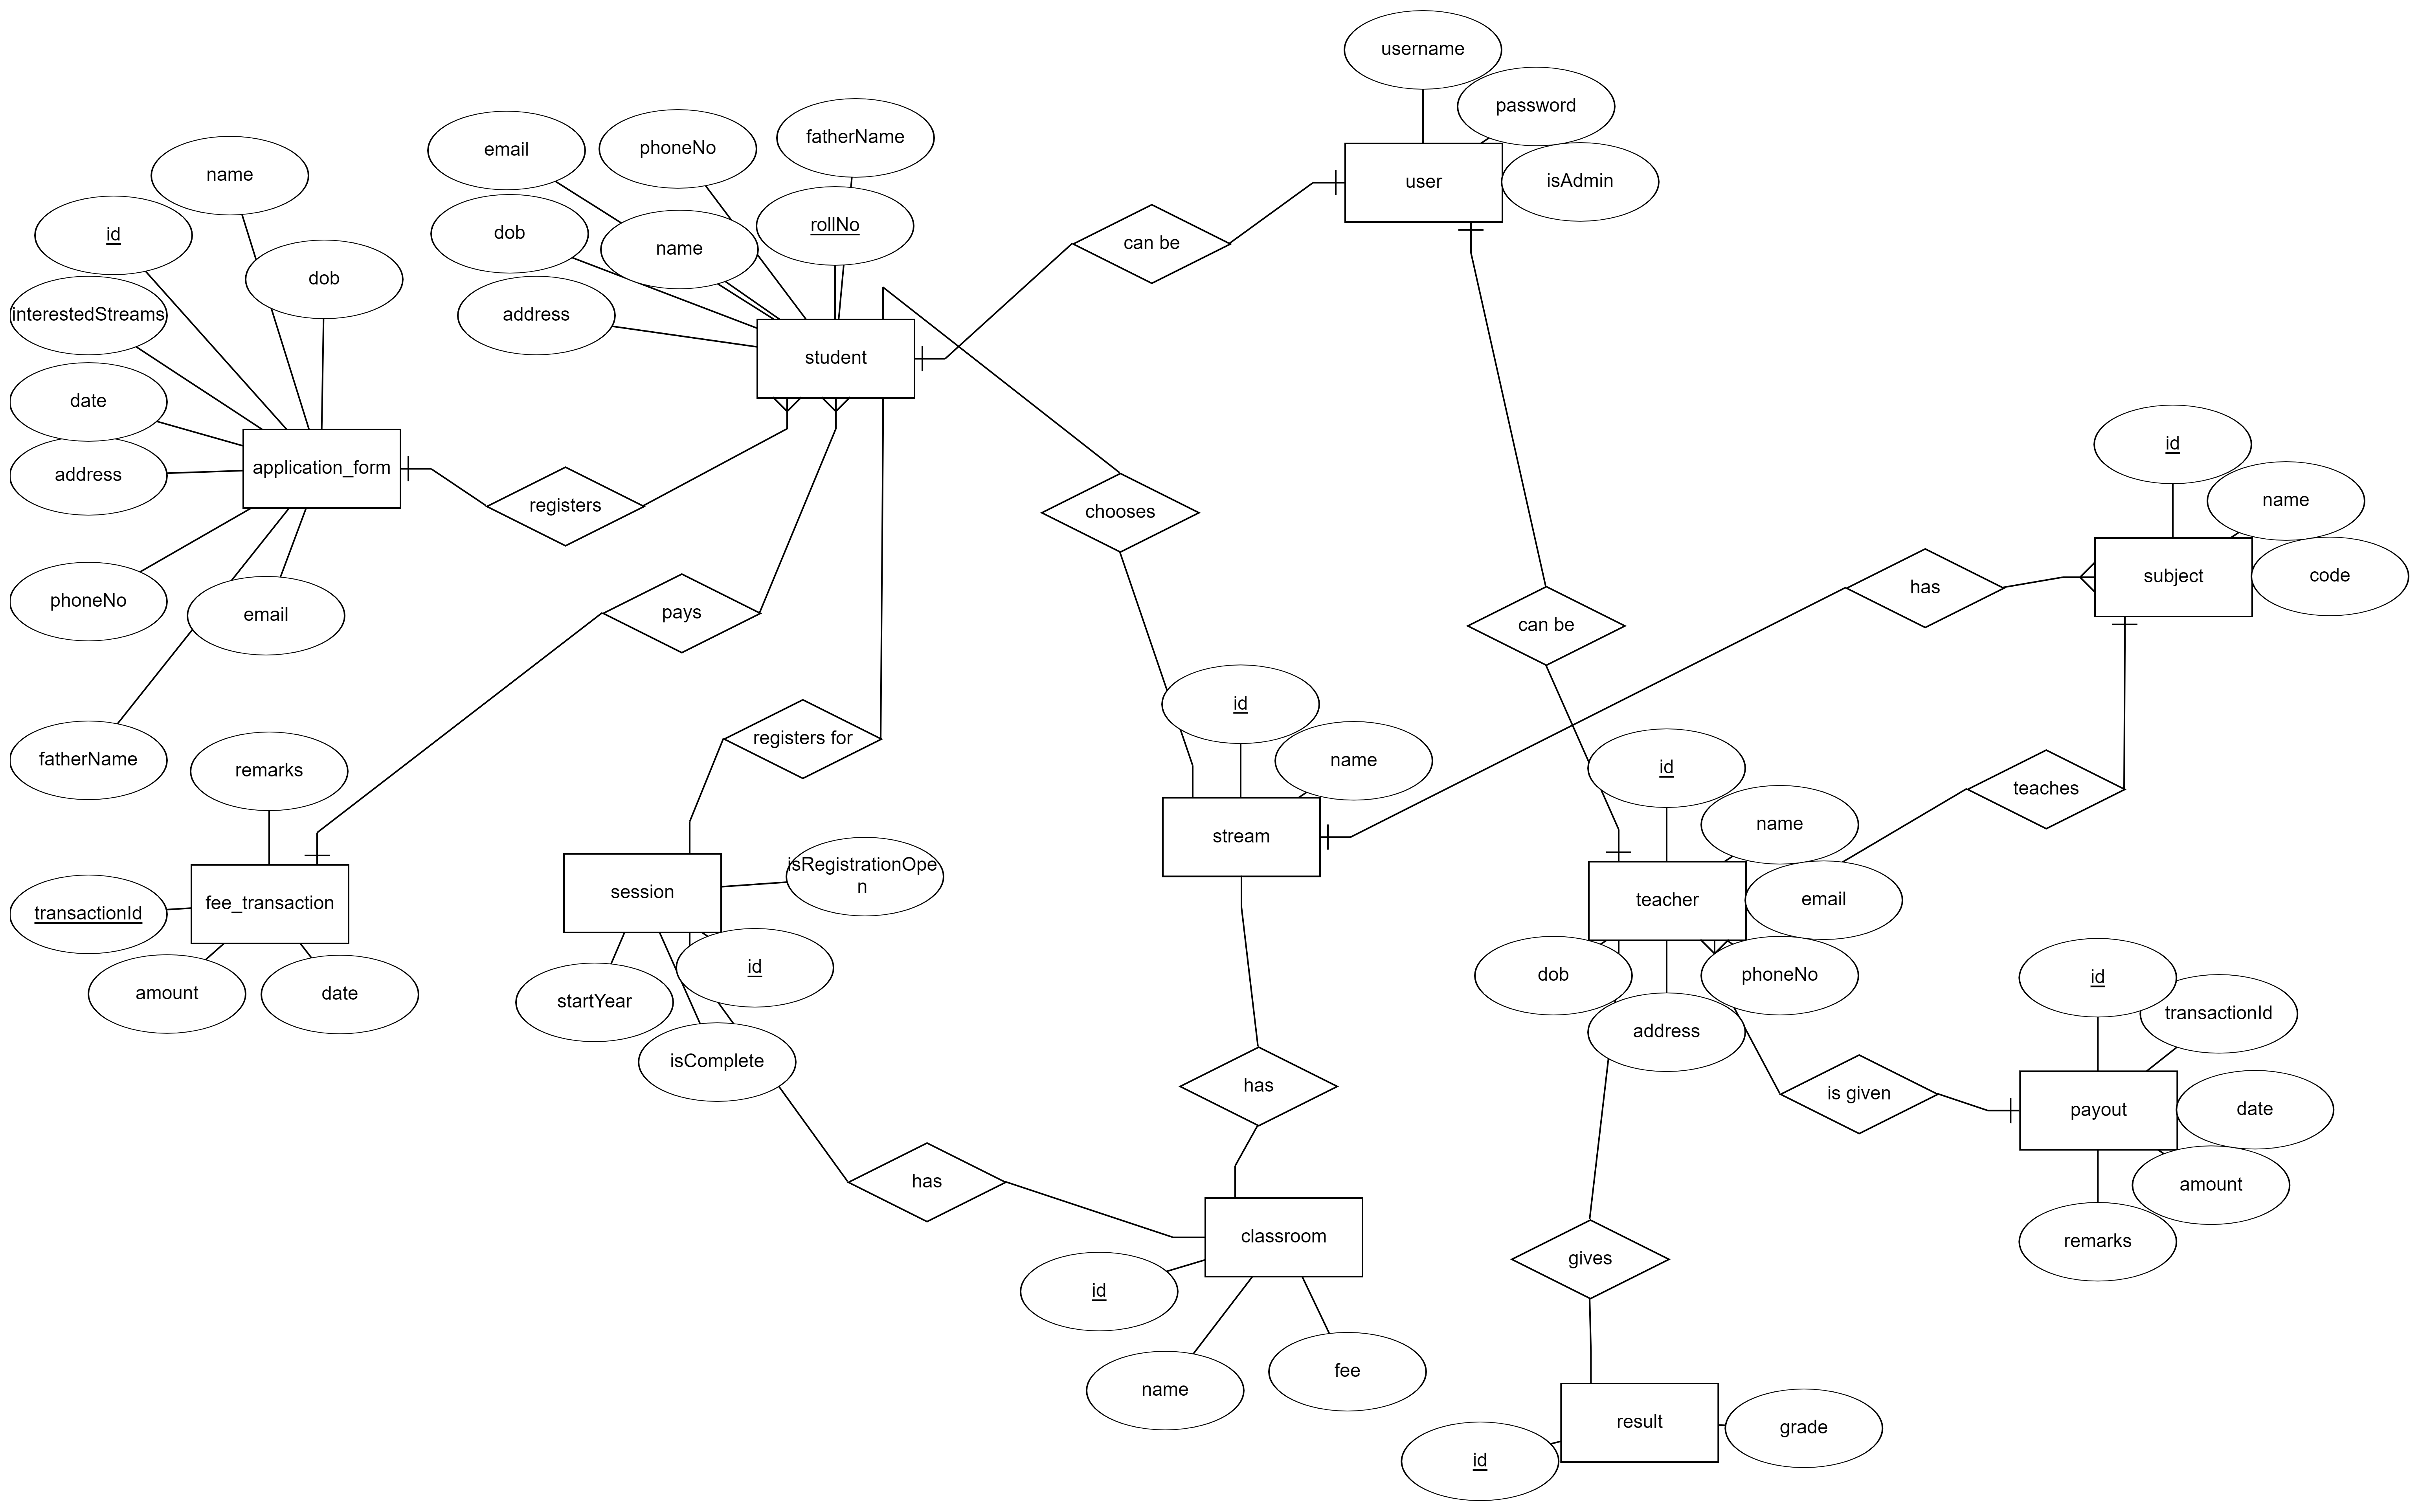 username
password
isAdmin
user
can be
fatherName
phoneNo
email
rollNo
dob
name
address
student
name
id
dob
interestedStreams
date
address
application_form
phoneNo
email
fatherName
registers
pays
registers for
chooses
can be
has
id
name
code
subject
teaches
remarks
transactionId
fee_transaction
amount
date
session
isRegistrationOpe
n
id
startYear
isComplete
id
name
stream
id
name
email
teacher
dob
phoneNo
address
id
transactionId
is given
payout
date
amount
remarks
has
has
classroom
id
name
fee
gives
result
id
grade